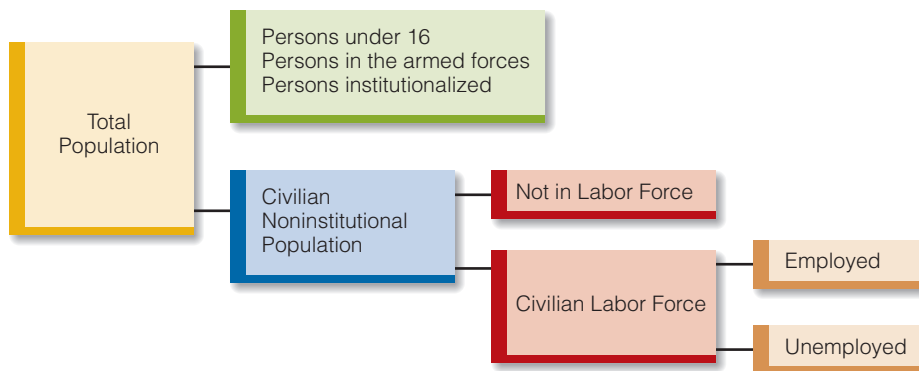 Total
Population
Persons under 16
Persons in the armed forces
Persons institutionalized
Civilian
Noninstitutional
Population
Not in Labor Force
Civilian Labor Force
Employed
Unemployed